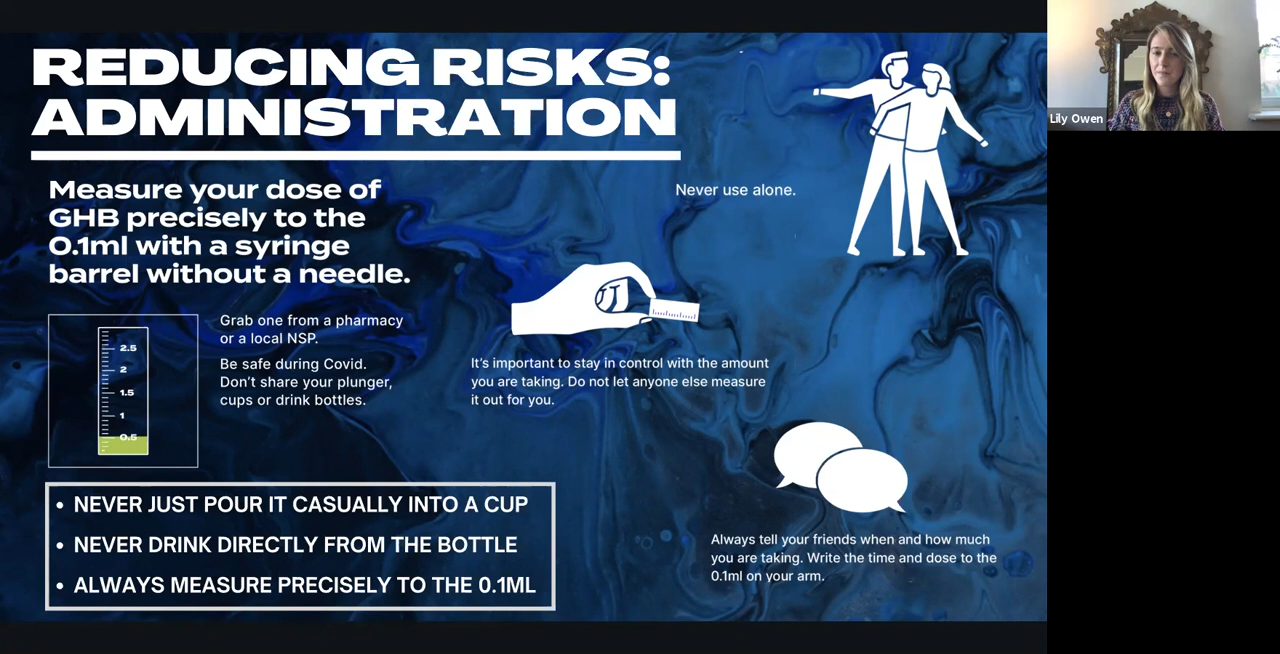 REDUCING RISKS:
ADMINISTRATION
Measure your dose of
GHB precisely to the
0.1ml with a syringe
barrel without a needle.
2.5
2
1.5
1
0.5
Grab one from a pharmacy
or a local NSP.
Be safe during Covid.
Don't share your plunger,
cups or drink bottles.
Never use alone.
It's important to stay in control with the amount
you are taking. Do not let anyone else measure
it out for you.
• NEVER JUST POUR IT CASUALLY INTO A CUP
• NEVER DRINK DIRECTLY FROM THE BOTTLE
• ALWAYS MEASURE PRECISELY TO THE 0.1ML
Always tell your friends when and how much
you are taking. Write the time and dose to the
0.1ml on your arm.
Lily Owen